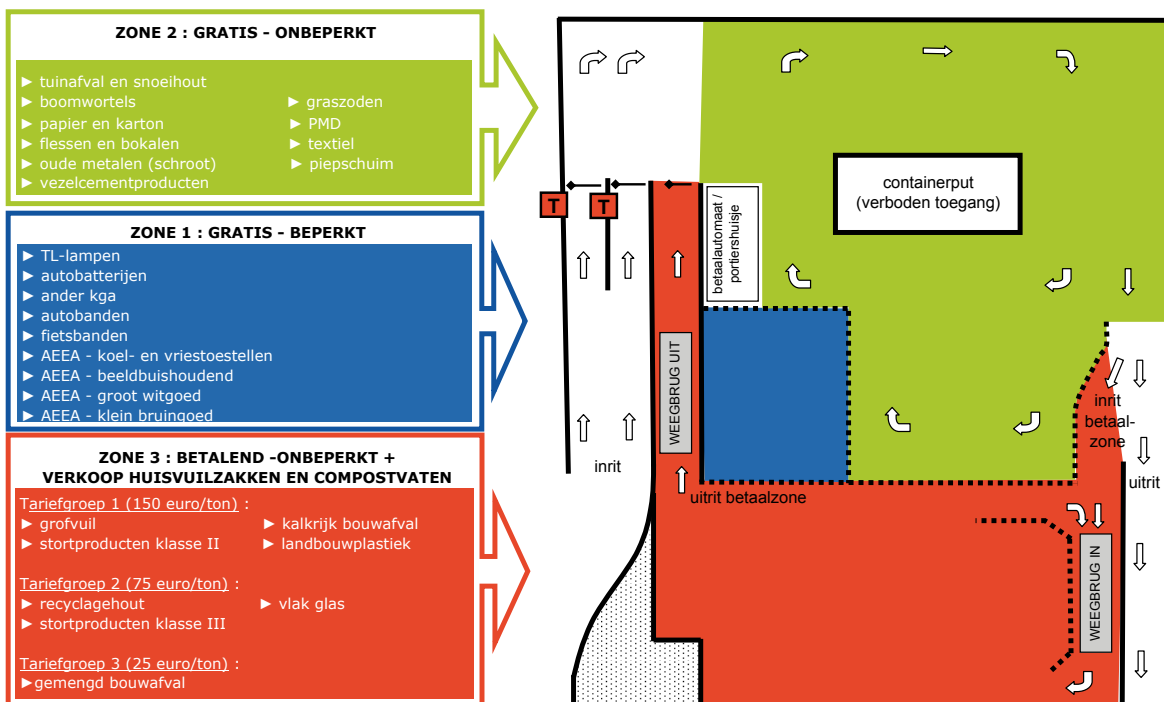 ZONE 2 : GRATIS - ONBEPERKT
► tuinafval en snoeihout
► boomwortels
► papier en karton
► flessen en bokalen
► oude metalen (schroot)
► vezelcementproducten
► graszoden
► PMD
► textiel
► piepschuim
ZONE 1 : GRATIS - BEPERKT
► TL-lampen
► autobatterijen
► ander kga
► autobanden
► fietsbanden
► AEEA - koel- en vriestoestellen
► AEEA - beeldbuishoudend
► AEEA - groot witgoed
► AEEA - klein bruingoed
ZONE 3 : BETALEND -ONBEPERKT +
VERKOOP HUISVUILZAKKEN EN COMPOSTVATEN
Tariefgroep 1 (150 euro/ton) :
► grofvuil
► stortproducten klasse II
► kalkrijk bouwafval
► landbouwplastiek
Tariefgroep 2 (75 euro/ton) :
► recyclagehout
► stortproducten klasse III
► vlak glas
Tariefgroep 3 (25 euro/ton) :
►gemengd bouwafval
T
T
betaalautomaat /
portiershuisje
containerput
(verboden toegang)
WEEGBRUG UIT
inrit
uitrit betaalzone
inrit
betaal-
zone
uitrit
WEEGBRUG IN